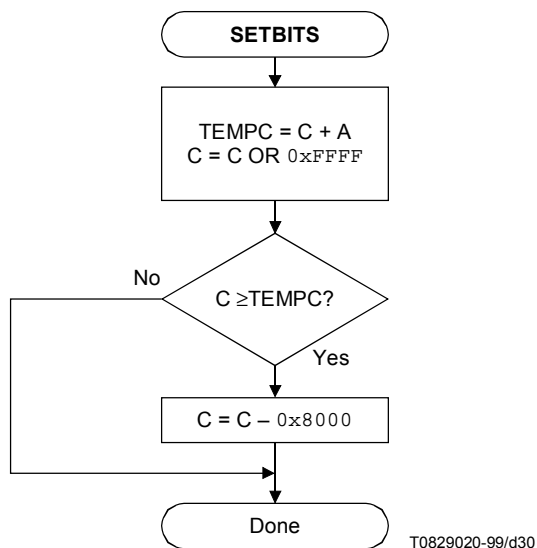 SETBITS
TEMPC = C + A
C = C OR 0xFFFF
No
C ≥TEMPC?
Yes
C = C – 0x8000
Done
T0829020-99/d30